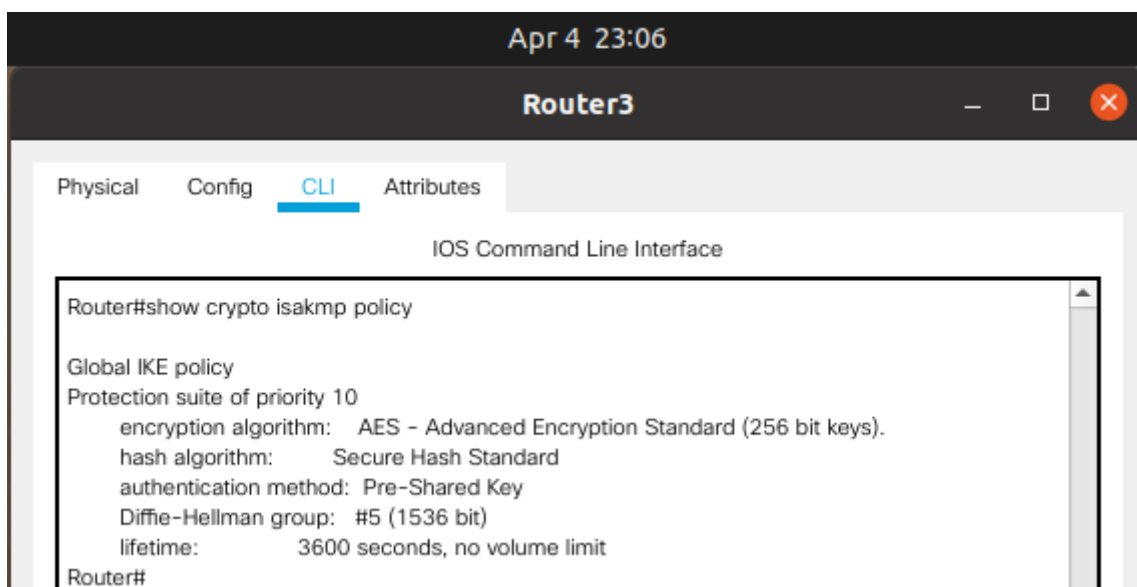 Apr 4 23:06
Router3
Physical Config CLI Attributes
IOS Command Line Interface
Router#show crypto isakmp policy
Global IKE policy
Protection suite of priority 10
encryption algorithm: AES - Advanced Encryption Standard (256 bit keys).
hash algorithm: Secure Hash Standard
authentication method: Pre-Shared Key
Diffie-Hellman group: #5 (1536 bit)
lifetime: 3600 seconds, no volume limit
Router#